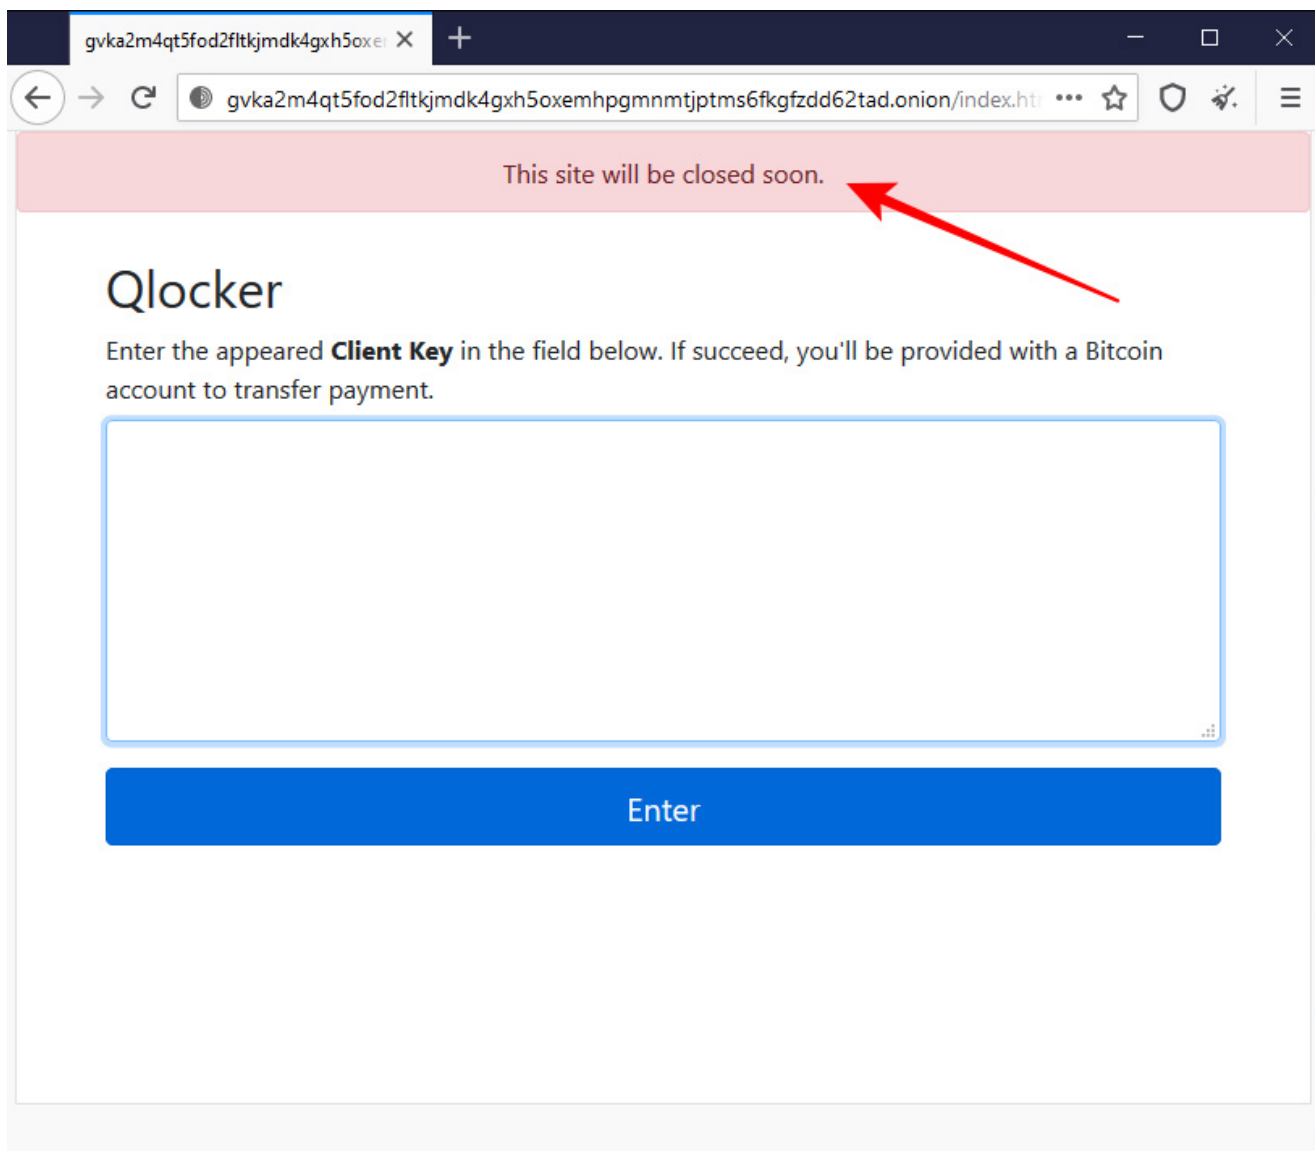 gvka2m4qt5fod2fltkjmdk4gxh5oxe
gvka2m4qt5fod2fltkjmdk4gxh5oxemhpgmnmtjptms6fkgfzdd62tad.onion/index.ht
This site will be closed soon.
Qlocker
Enter the appeared Client Key in the field below. If succeed, you'll be provided with a Bitcoin
account to transfer payment.
Enter